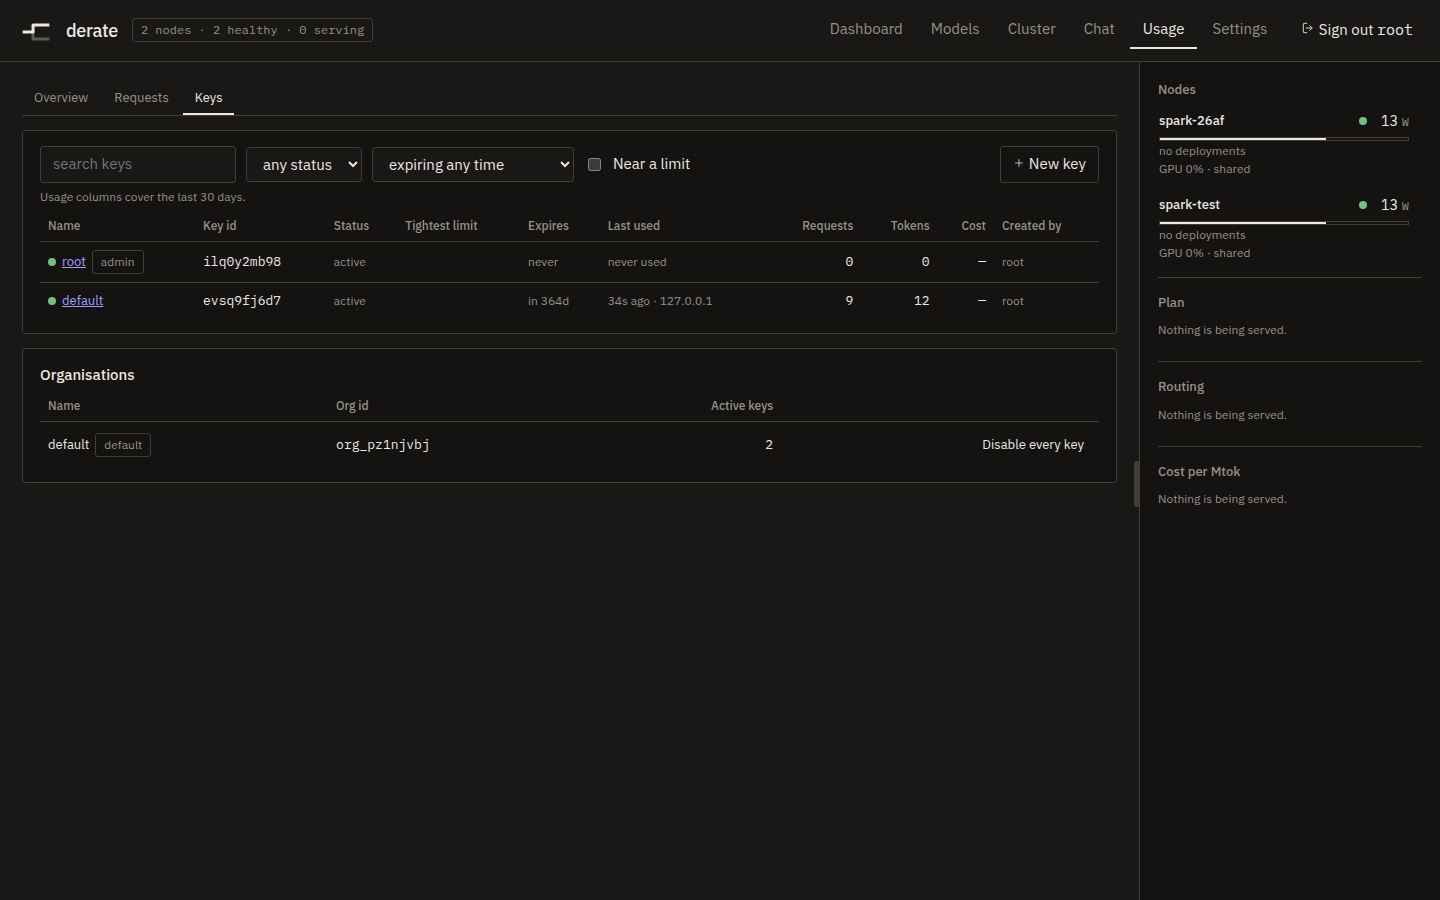 derate
2 nodes · 2 healthy · 0 serving
Dashboard Models Cluster Chat Usage Settings Sign out root
Overview Requests Keys
search keys any status expiring any time Near a limit + New key
Usage columns cover the last 30 days.
Name Key id Status Tightest limit Expires Last used Requests Tokens Cost Created by
root admin ilq0y2mb98 active never never used 0 0 — root
default evsq9fj6d7 active in 364d 34s ago · 127.0.0.1 9 12 — root
Organisations
Name Org id Active keys
default default org_pz1njvbj 2 Disable every key
Nodes
spark-26af 13 W
no deployments
GPU 0% · shared
spark-test 13 W
no deployments
GPU 0% · shared
Plan
Nothing is being served.
Routing
Nothing is being served.
Cost per Mtok
Nothing is being served.